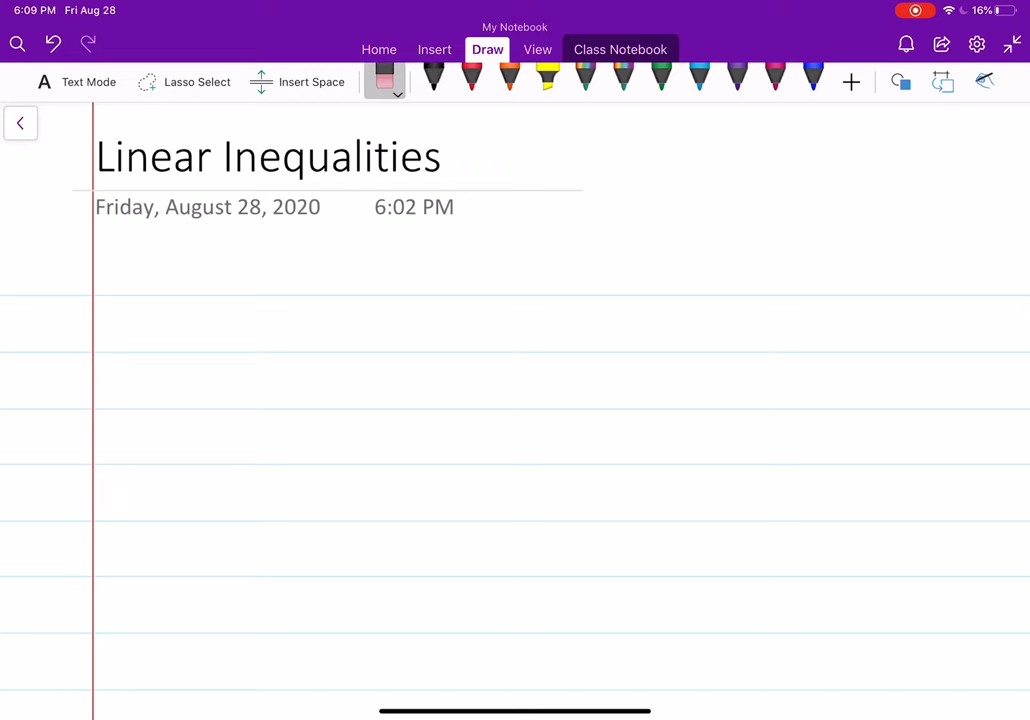 6:09 PM Fri Aug 28 16%
My Notebook
Home Insert Draw View Class Notebook
A Text Mode Lasso Select Insert Space
Linear Inequalities
Friday, August 28, 2020 6:02 PM